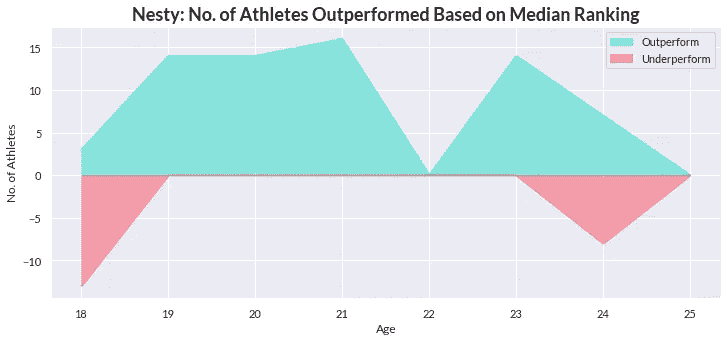 Nesty: No. of Athletes Outperformed Based on Median Ranking
Outperform
Underperform
15
10
5
0
−5
−10
No. of Athletes
18 19 20 21 22 23 24 25
Age